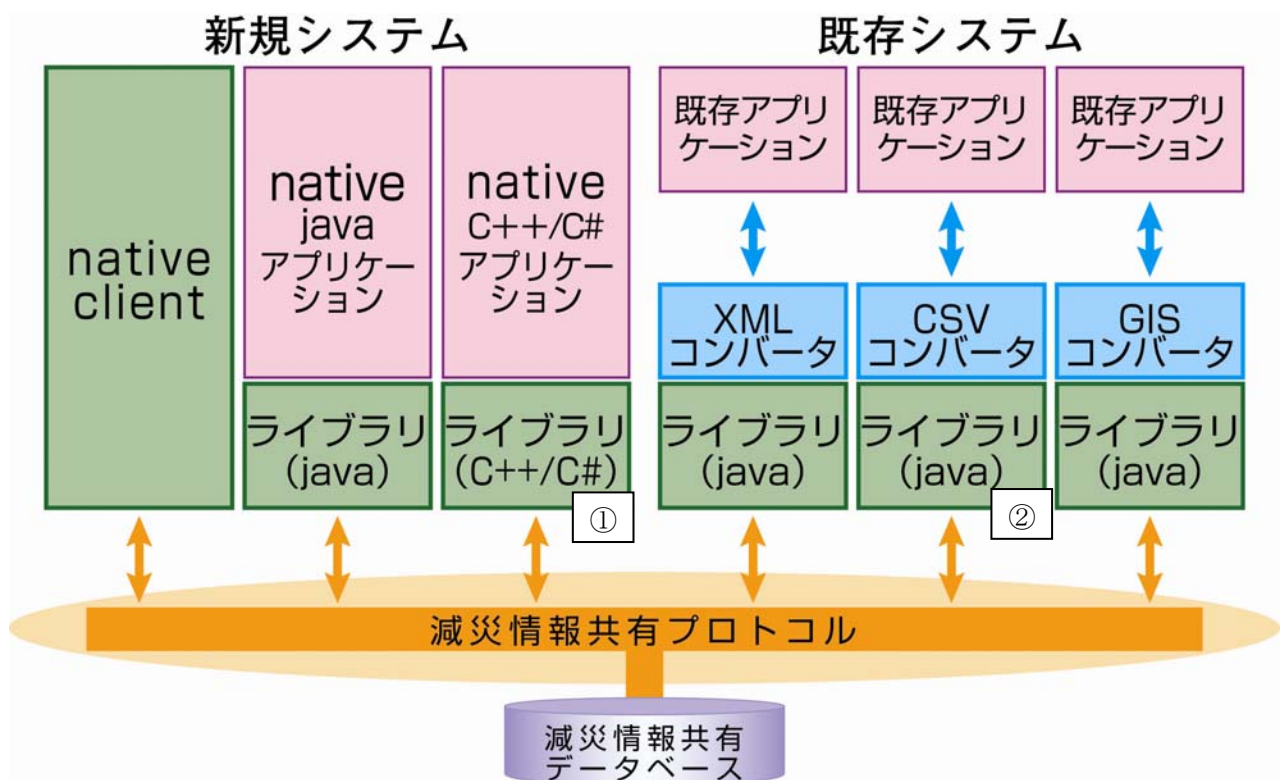 新規システム
既存システム
native
client
native
java
アプリケー
ション
native
C++/C#
アプリケー
ション
ライブラリ
(java)
ライブラリ
(C++/C#)
①
既存アプリ
ケーション
既存アプリ
ケーション
既存アプリ
ケーション
XML
コンバータ
CSV
コンバータ
GIS
コンバータ
ライブラリ
(java)
ライブラリ
(java)
②
ライブラリ
(java)
減災情報共有プロトコル
減災情報共有
データベース